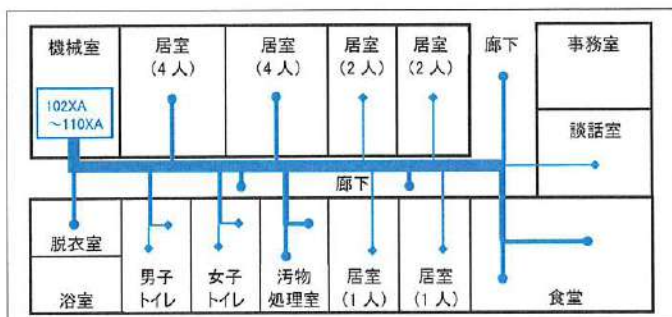 機械室
居室
(4人)
居室
(4人)
居室
(2人)
居室
(2人)
廊下
事務室
102XA
～110XA
談話室
廊下
脱衣室
浴室
男子
トイレ
女子
トイレ
汚物
処理室
居室
(1人)
居室
(1人)
食堂